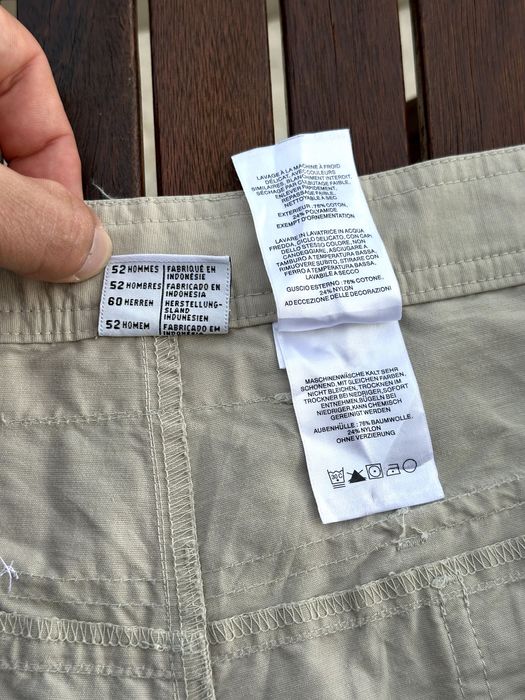 52 HOMMES FABRIQUÉ EN INDONÉSIE
52 HOMBRES FABRICADO EN INDONESIA
60 HERREN HERSTELLUNGS-LAND INDUNESIEN
52 HOMEM FABRICADO EM INDONÉSIA
LAVAGE À LA MACHINE À FROID
DÉLICAT, AVEC COULEURS
SIMILAIRES, BLANCHIMENT INTERDIT,
SÉCHAGE PAR CULBUTAGE FAIBLE,
ENLEVER RAPIDEMENT,
REPASSAGE FAIBLE,
NETTOYABLE À SEC
EXTERIEUR: 76% COTON,
24% POLYAMIDE
EXEMPT D'ORNEMENTATION
LAVARE IN LAVATRICE IN ACQUA
FREDDA, CICLO DELICATO, CON CAPI
DELLO STESSO COLORE, NON
CANDEGGIARE, ASCIUGARE A
TAMBURO A TEMPERATURA BASSA,
RIMUOVERE SUBITO, STIRARE CON
FERRO A TEMPERATURA BASSA,
LAVABILE A SECCO
GUSCIO ESTERNO: 76% COTONE,
24% NYLON
AD ECCEZIONE DELLE DECORAZIONI
MASCHINENWÄSCHE KALT SEHR
SCHONEND, MIT GLEICHEN FARBEN,
NICHT BLEICHEN, TROCKNEN IM
TROCKNER BEI NIEDRIGER, SOFORT
ENTNEHMEN, BÜGELN BEI
NIEDRIGER, KANN CHEMISCH
GEREINIGT WERDEN
AUßENHÜLLE: 76% BAUMWOLLE,
24% NYLON
OHNE VERZIERUNG